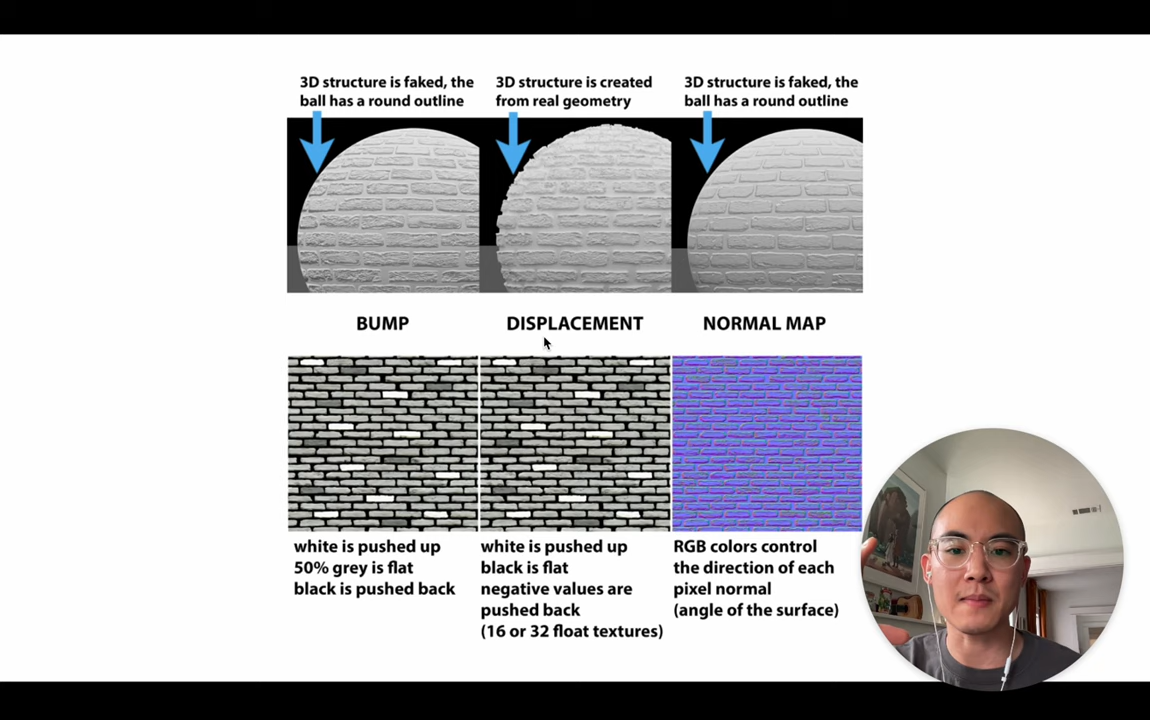 3D structure is faked, the
ball has a round outline
3D structure is created
from real geometry
3D structure is faked, the
ball has a round outline
BUMP
DISPLACEMENT
NORMAL MAP
white is pushed up
50% grey is flat
black is pushed back
white is pushed up
black is flat
negative values are
pushed back
(16 or 32 float textures)
RGB colors control
the direction of each
pixel normal
(angle of the surface)